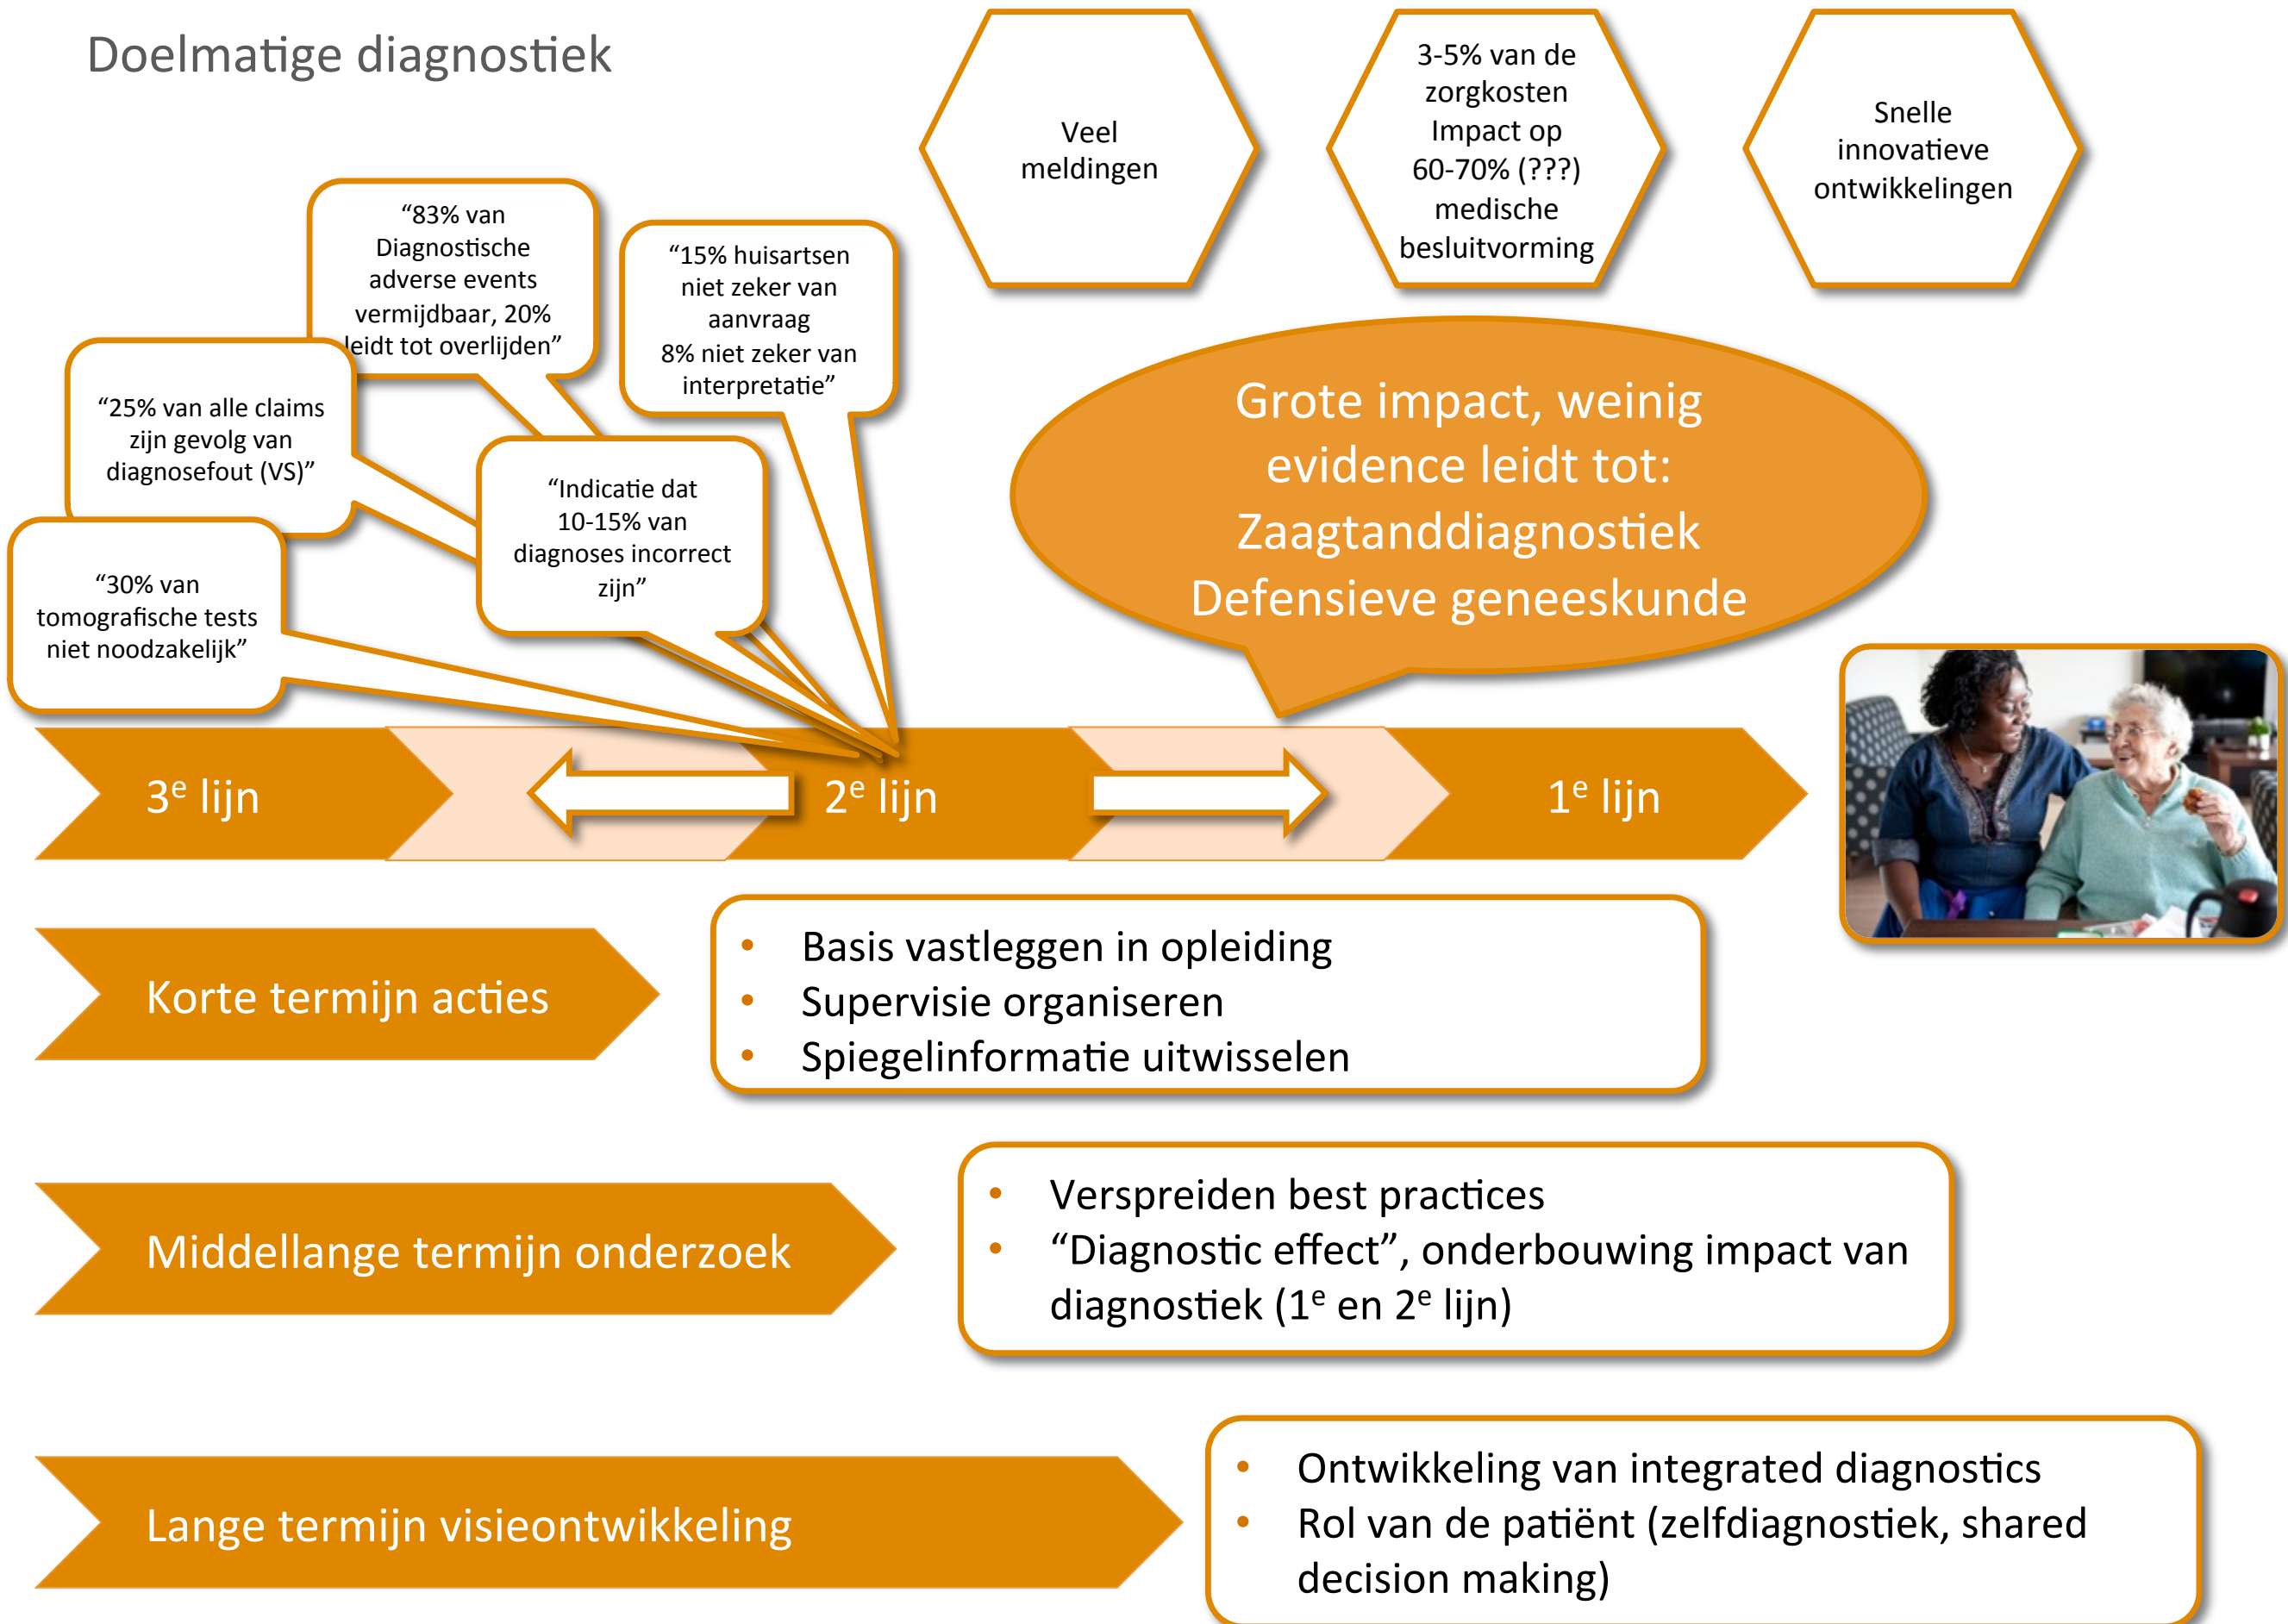 Doelmatige diagnostiek
Veel
meldingen
3-5% van de
zorgkosten
Impact op
60-70% (???)
medische
besluitvorming
Snelle
innovatieve
ontwikkelingen
“83% van
Diagnostische
adverse events
vermijdbaar, 20%
leidt tot overlijden”
“15% huisartsen
niet zeker van
aanvraag
8% niet zeker van
interpretatie”
“25% van alle claims
zijn gevolg van
diagnosefout (VS)”
“Indicatie dat
10-15% van
diagnoses incorrect
zijn”
“30% van
tomografische tests
niet noodzakelijk”
Grote impact, weinig
evidence leidt tot:
Zaagtanddiagnostiek
Defensieve geneeskunde
3e lijn
2e lijn
1e lijn
Korte termijn acties
• Basis vastleggen in opleiding
• Supervisie organiseren
• Spiegelinformatie uitwisselen
Middellange termijn onderzoek
• Verspreiden best practices
• “Diagnostic effect”, onderbouwing impact van
diagnostiek (1e en 2e lijn)
Lange termijn visieontwikkeling
• Ontwikkeling van integrated diagnostics
• Rol van de patiënt (zelfdiagnostiek, shared
decision making)